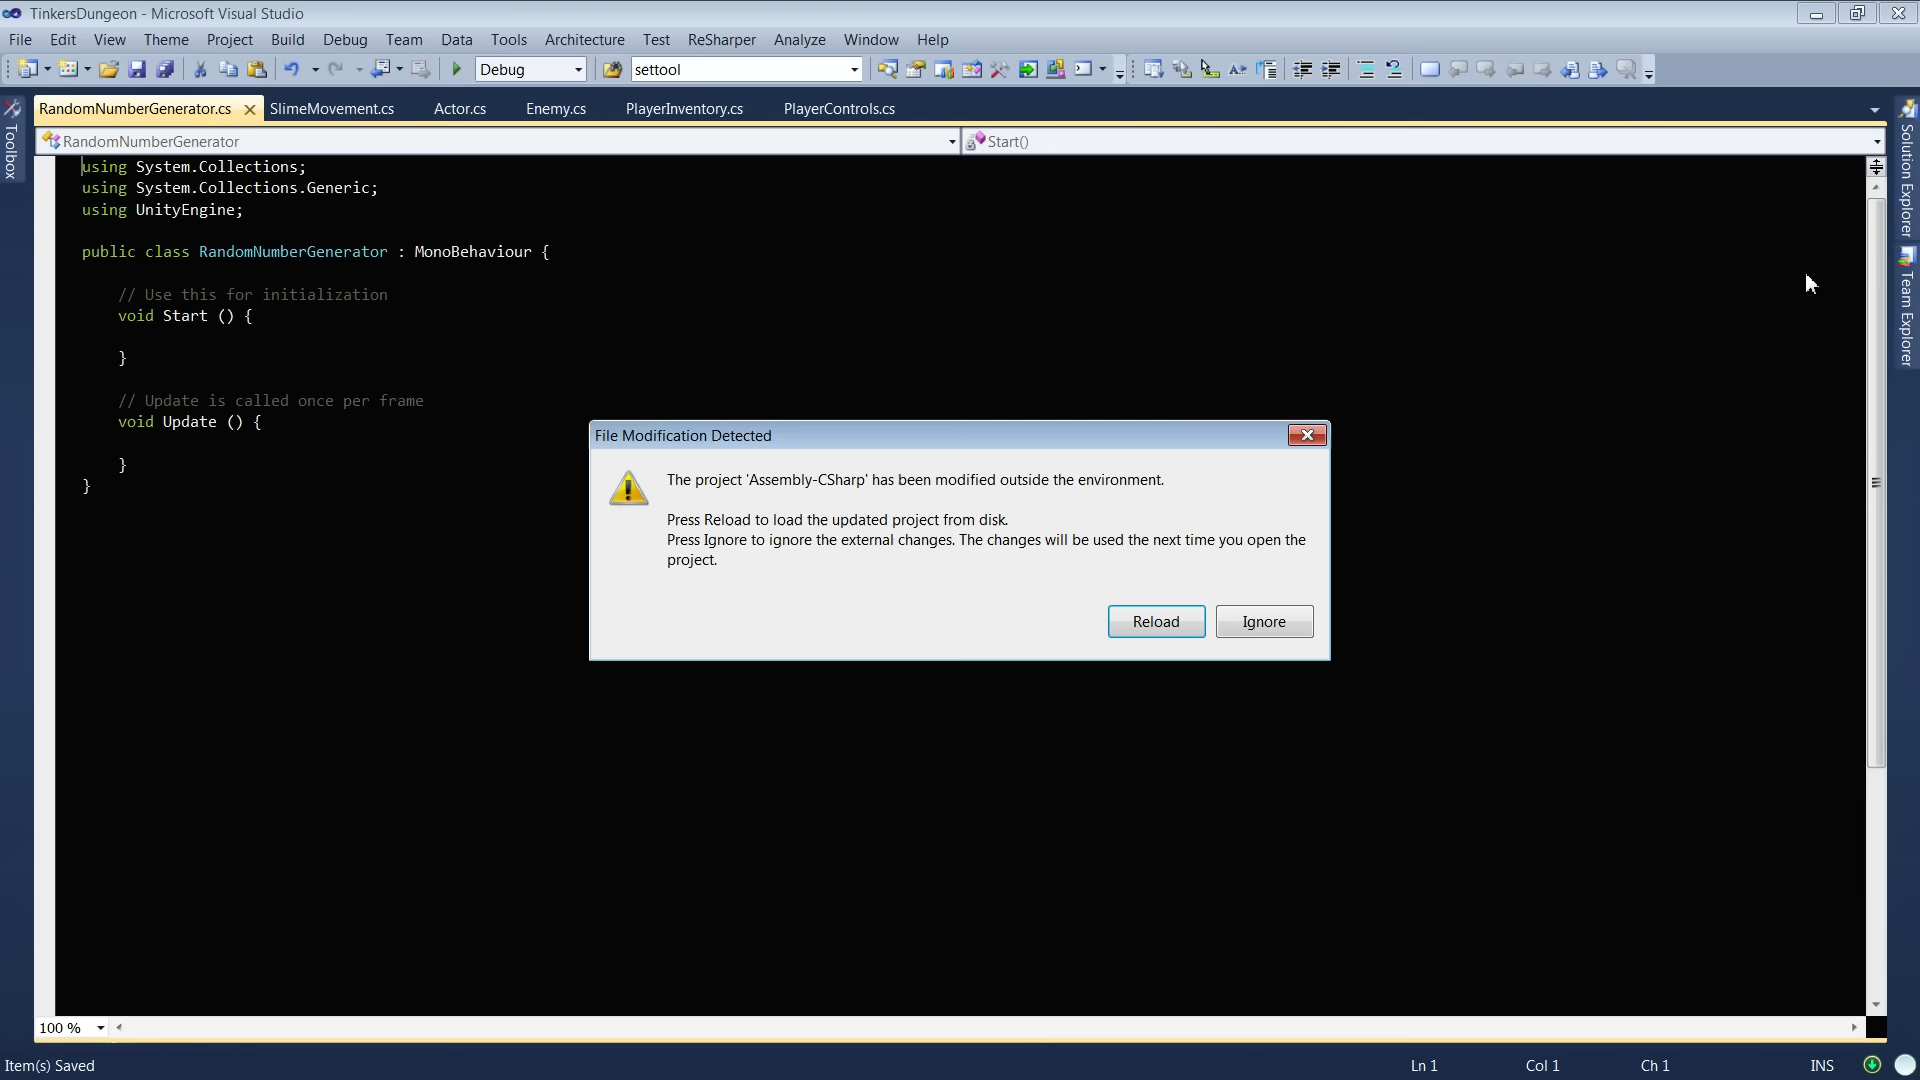 TinkersDungeon - Microsoft Visual Studio
File Edit View Theme Project Build Debug Team Data Tools Architecture Test ReSharper Analyze Window Help
Debug settool
RandomNumberGenerator.cs SlimeMovement.cs Actor.cs Enemy.cs PlayerInventory.cs PlayerControls.cs
RandomNumberGenerator Start()
Toolbox
Solution Explorer
Team Explorer
using System.Collections;
using System.Collections.Generic;
using UnityEngine;
public class RandomNumberGenerator : MonoBehaviour {
// Use this for initialization
void Start () {
}
// Update is called once per frame
void Update () {
}
}
File Modification Detected
The project 'Assembly-CSharp' has been modified outside the environment.
Press Reload to load the updated project from disk.
Press Ignore to ignore the external changes. The changes will be used the next time you open the
project.
Reload Ignore
100 %
Item(s) Saved Ln 1 Col 1 Ch 1 INS